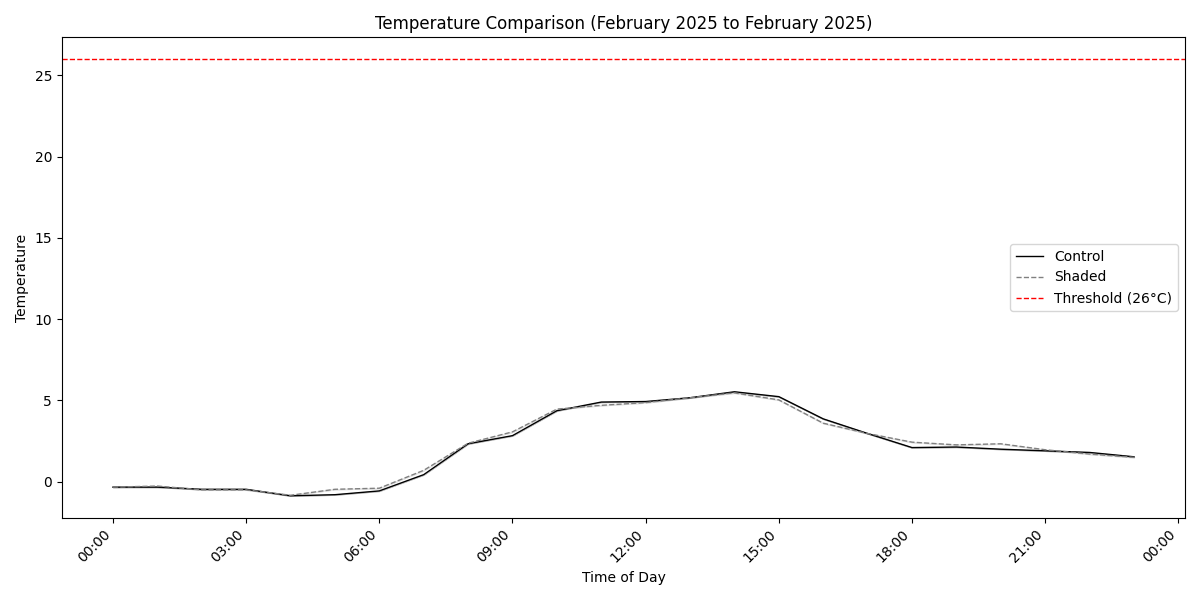 Temperature Comparison (February 2025 to February 2025)
25
20
15
10
5
0
Temperature
Control
Shaded
Threshold (26°C)
00:00
03:00
06:00
09:00
12:00
15:00
18:00
21:00
00:00
Time of Day